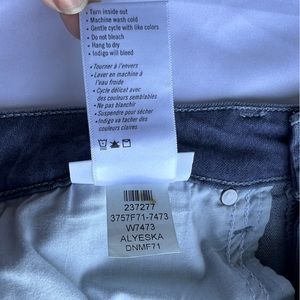 • Turn inside out
• Machine wash cold
• Gentle cycle with like colors
• Do not bleach
• Hang to dry
• Indigo will bleed
• Tourner à l'envers
• Laver en machine à
l'eau froide
• Cycle délicat avec
des couleurs semblables
• Ne pas blanchir
• Suspendre pour sécher
• Indigo va tacher des
couleurs claires
237277
3757F71-7473
W7473
ALYESKA
DNMF71